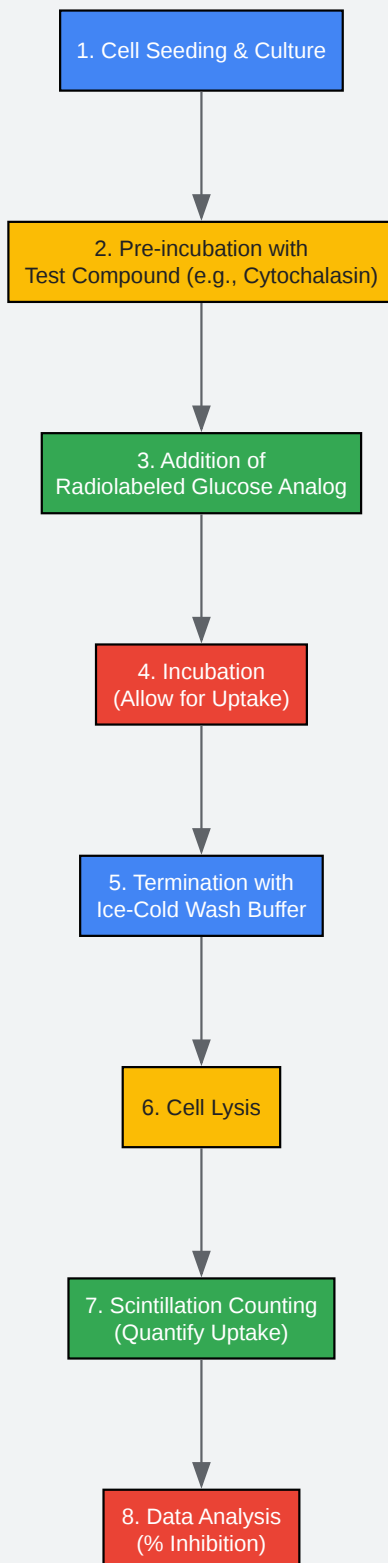 1. Cell Seeding & Culture
2. Pre-incubation with
Test Compound (e.g., Cytochalasin)
3. Addition of
Radiolabeled Glucose Analog
4. Incubation
(Allow for Uptake)
5. Termination with
Ice-Cold Wash Buffer
6. Cell Lysis
7. Scintillation Counting
(Quantify Uptake)
8. Data Analysis
(% Inhibition)